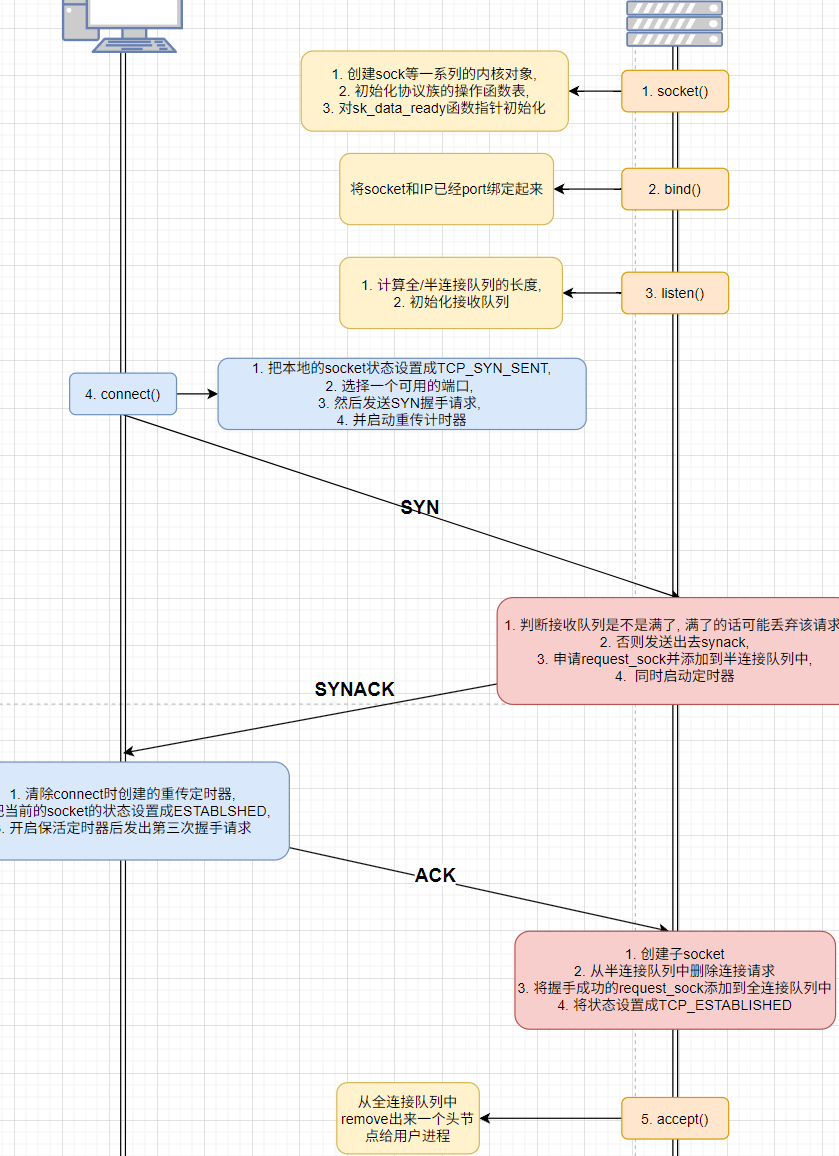 1. 创建sock等一系列的内核对象,
2. 初始化协议族的操作函数表,
3. 对sk_data_ready函数指针初始化
1. socket()
将socket和IP已经port绑定起来
2. bind()
1. 计算全/半连接队列的长度,
2. 初始化接收队列
3. listen()
4. connect()
1. 把本地的socket状态设置成TCP_SYN_SENT,
2. 选择一个可用的端口,
3. 然后发送SYN握手请求,
4. 并启动重传计时器
SYN
1. 判断接收队列是不是满了, 满了的话可能丢弃该请求
2. 否则发送出去synack,
3. 申请request_sock并添加到半连接队列中,
4. 同时启动定时器
SYNACK
1. 清除connect时创建的重传定时器,
当前的socket的状态设置成ESTABLSHED,
. 开启保活定时器后发出第三次握手请求
ACK
1. 创建子socket
2. 从半连接队列中删除连接请求
3. 将握手成功的request_sock添加到全连接队列中
4. 将状态设置成TCP_ESTABLISHED
从全连接队列中
remove出来一个头节
点给用户进程
5. accept()